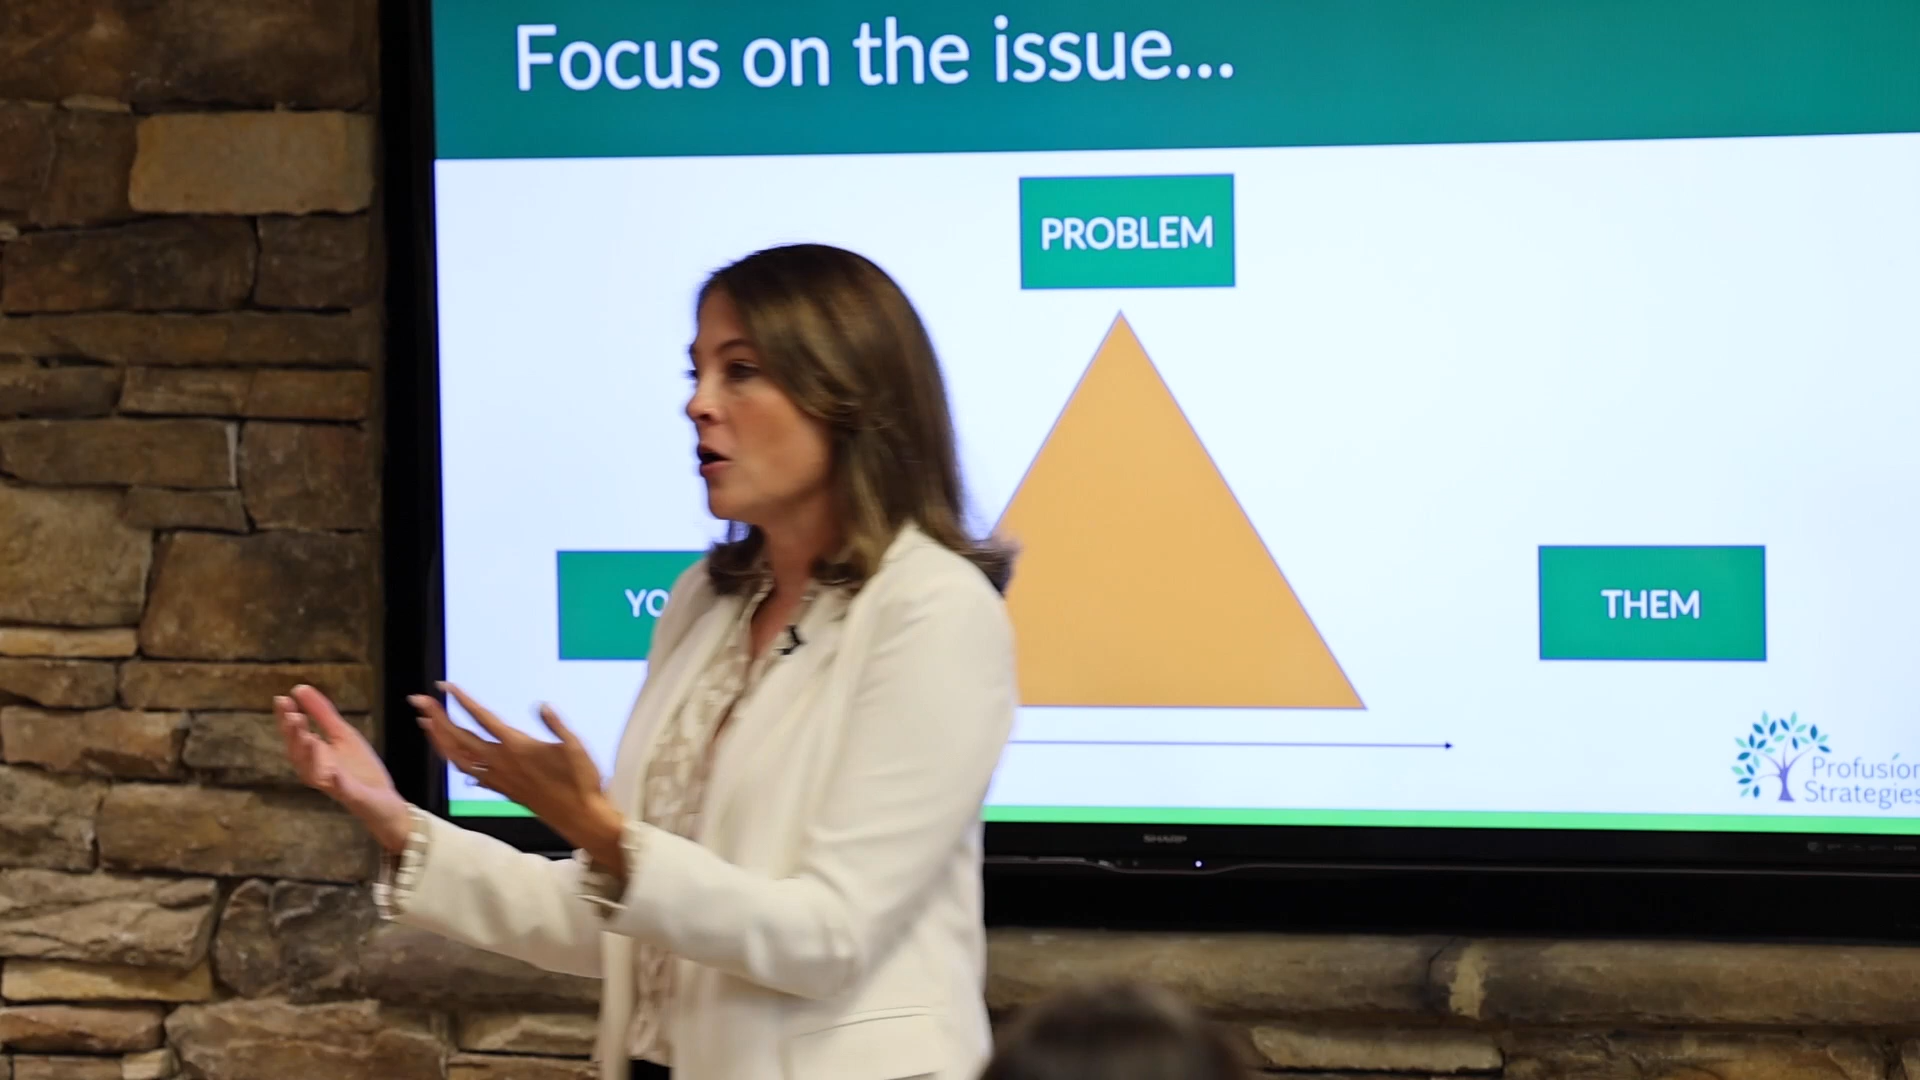 Focus on the issue...
PROBLEM
YO
THEM
Profusion
Strategies
SHARP